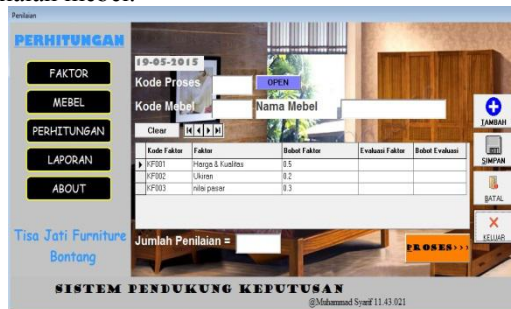 Penilaian
PERHITUNGAN
FAKTOR
MEBEL
PERHITUNGAN
LAPORAN
ABOUT
Tisa Jati Furniture
Bontang
19-05-2015
Kode Proses
OPEN
Kode Mebel
Nama Mebel
Clear
Kode Faktor Faktor Bobot Faktor Evaluasi Faktor Bobot Evaluasi
KF001 Harga & Kualitas 0.5
KF002 Ukiran 0.2
KF003 nilai pasar 0.3
Jumlah Penilaian =
PROSES>>>
TAMBAH
SIMPAN
BATAL
KELUAR
SISTEM PENDUKUNG KEPUTUSAN
@Muhammad Syarif 11.43.021